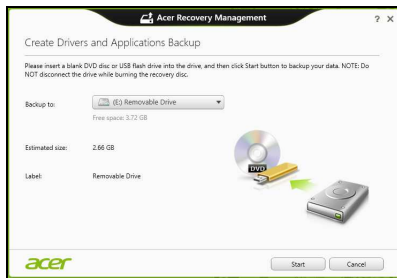 Acer Recovery Management
? ×
Create Drivers and Applications Backup
Please insert a blank DVD disc or USB flash drive into the drive, and then click Start button to backup your data. NOTE: Do
NOT disconnect the drive while burning the recovery disc.
Backup to: (E:) Removable Drive
Free space: 3.72 GB
Estimated size: 2.66 GB
Label: Removable Drive
DVD
acer
Start Cancel